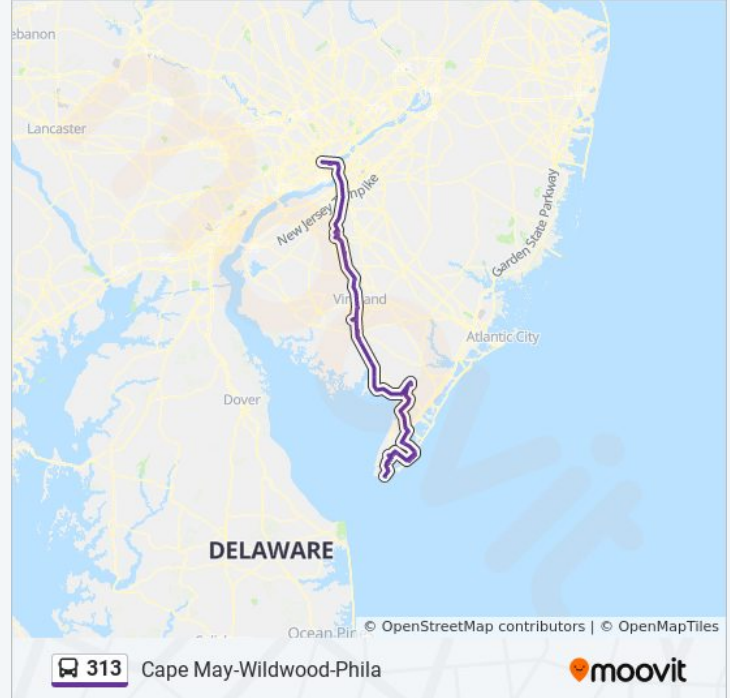 ebanon
Lancaster
New Jersey Turnpike
Garden State Parkway
Vineland
Atlantic City
Dover
DELAWARE
Ocean Pin
© OpenStreetMap contributors | © OpenMapTiles
313 Cape May-Wildwood-Phila
moovit